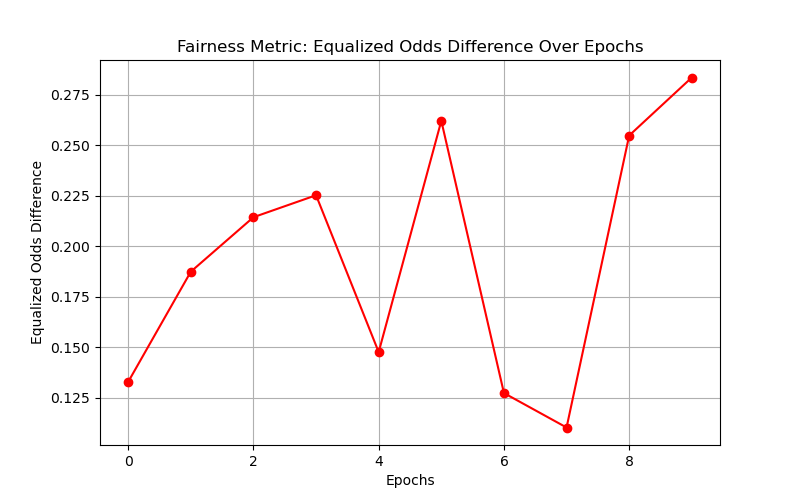 Fairness Metric: Equalized Odds Difference Over Epochs
Equalized Odds Difference
0.275
0.250
0.225
0.200
0.175
0.150
0.125
0 2 4 6 8
Epochs